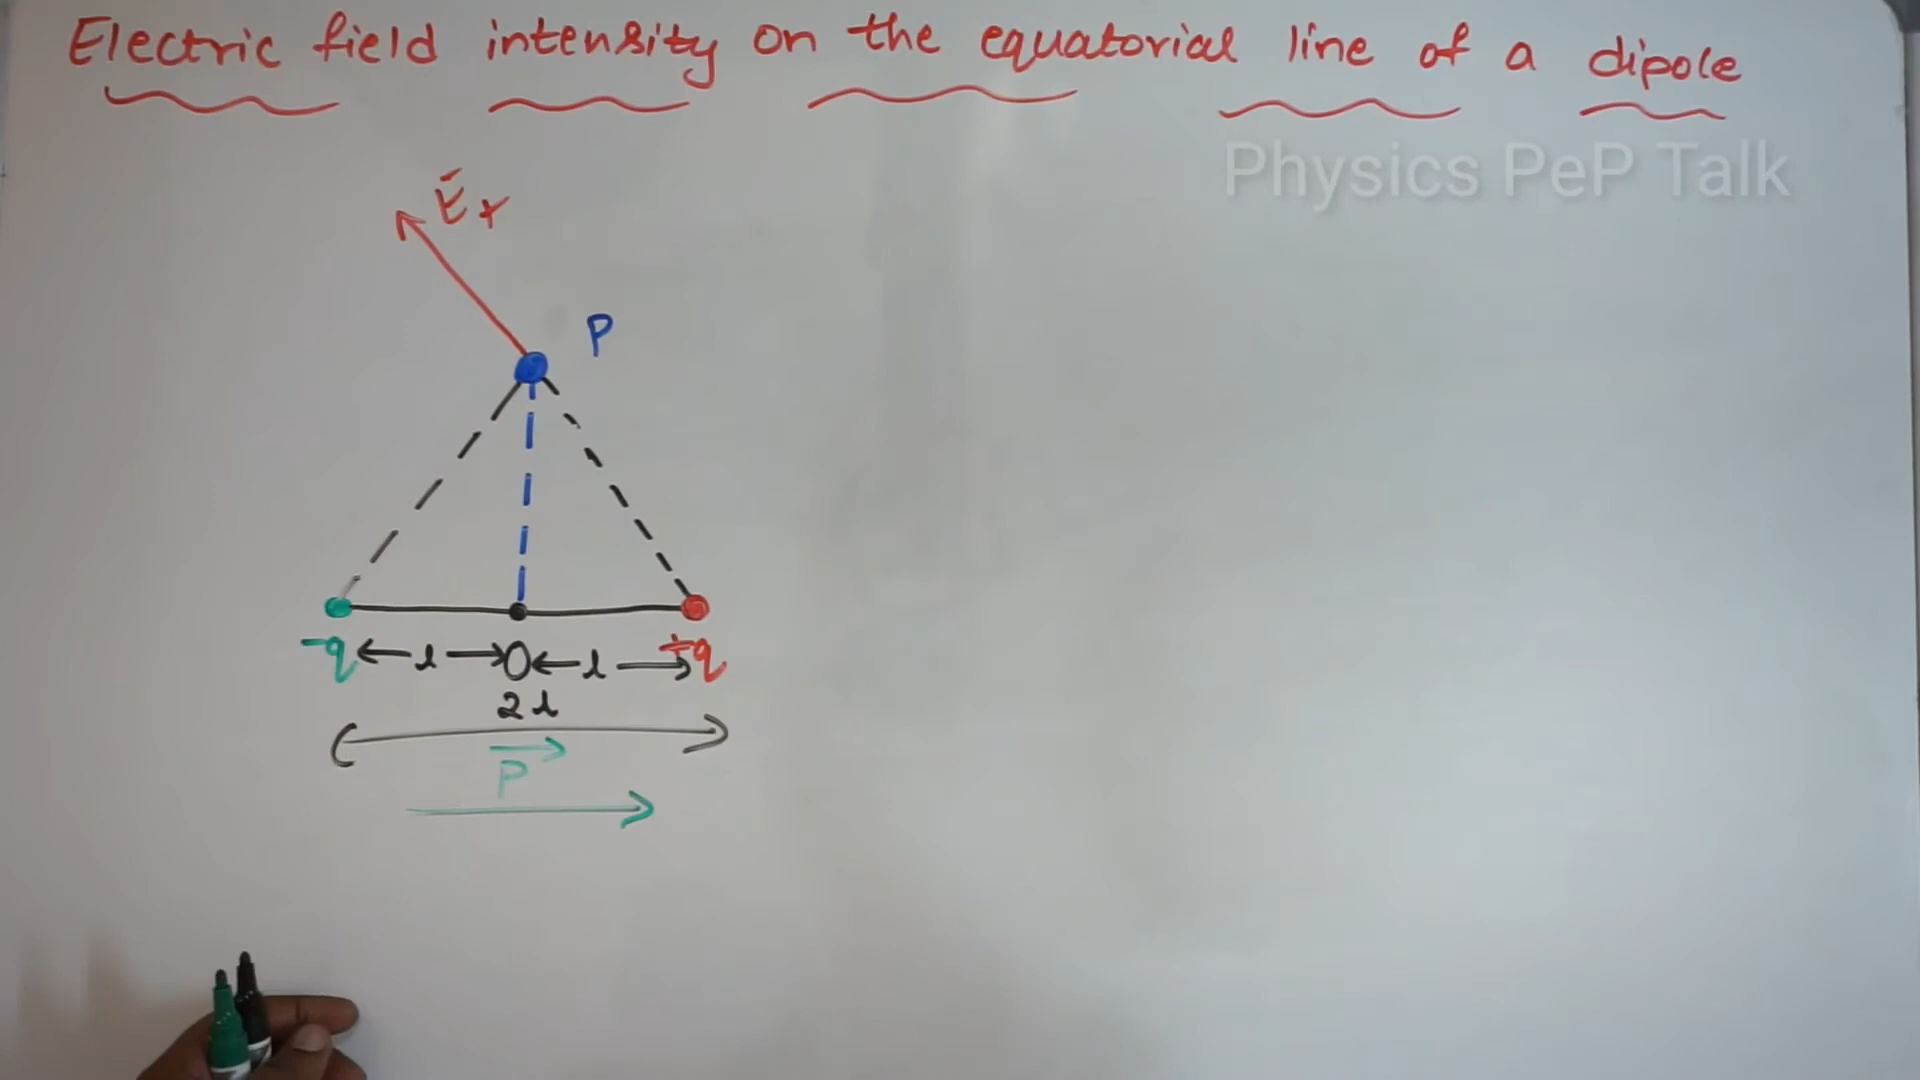 Electric field intensity on the equatorial line of a dipole
Physics PeP Talk
E+
P
-q l O l +q
2l
P